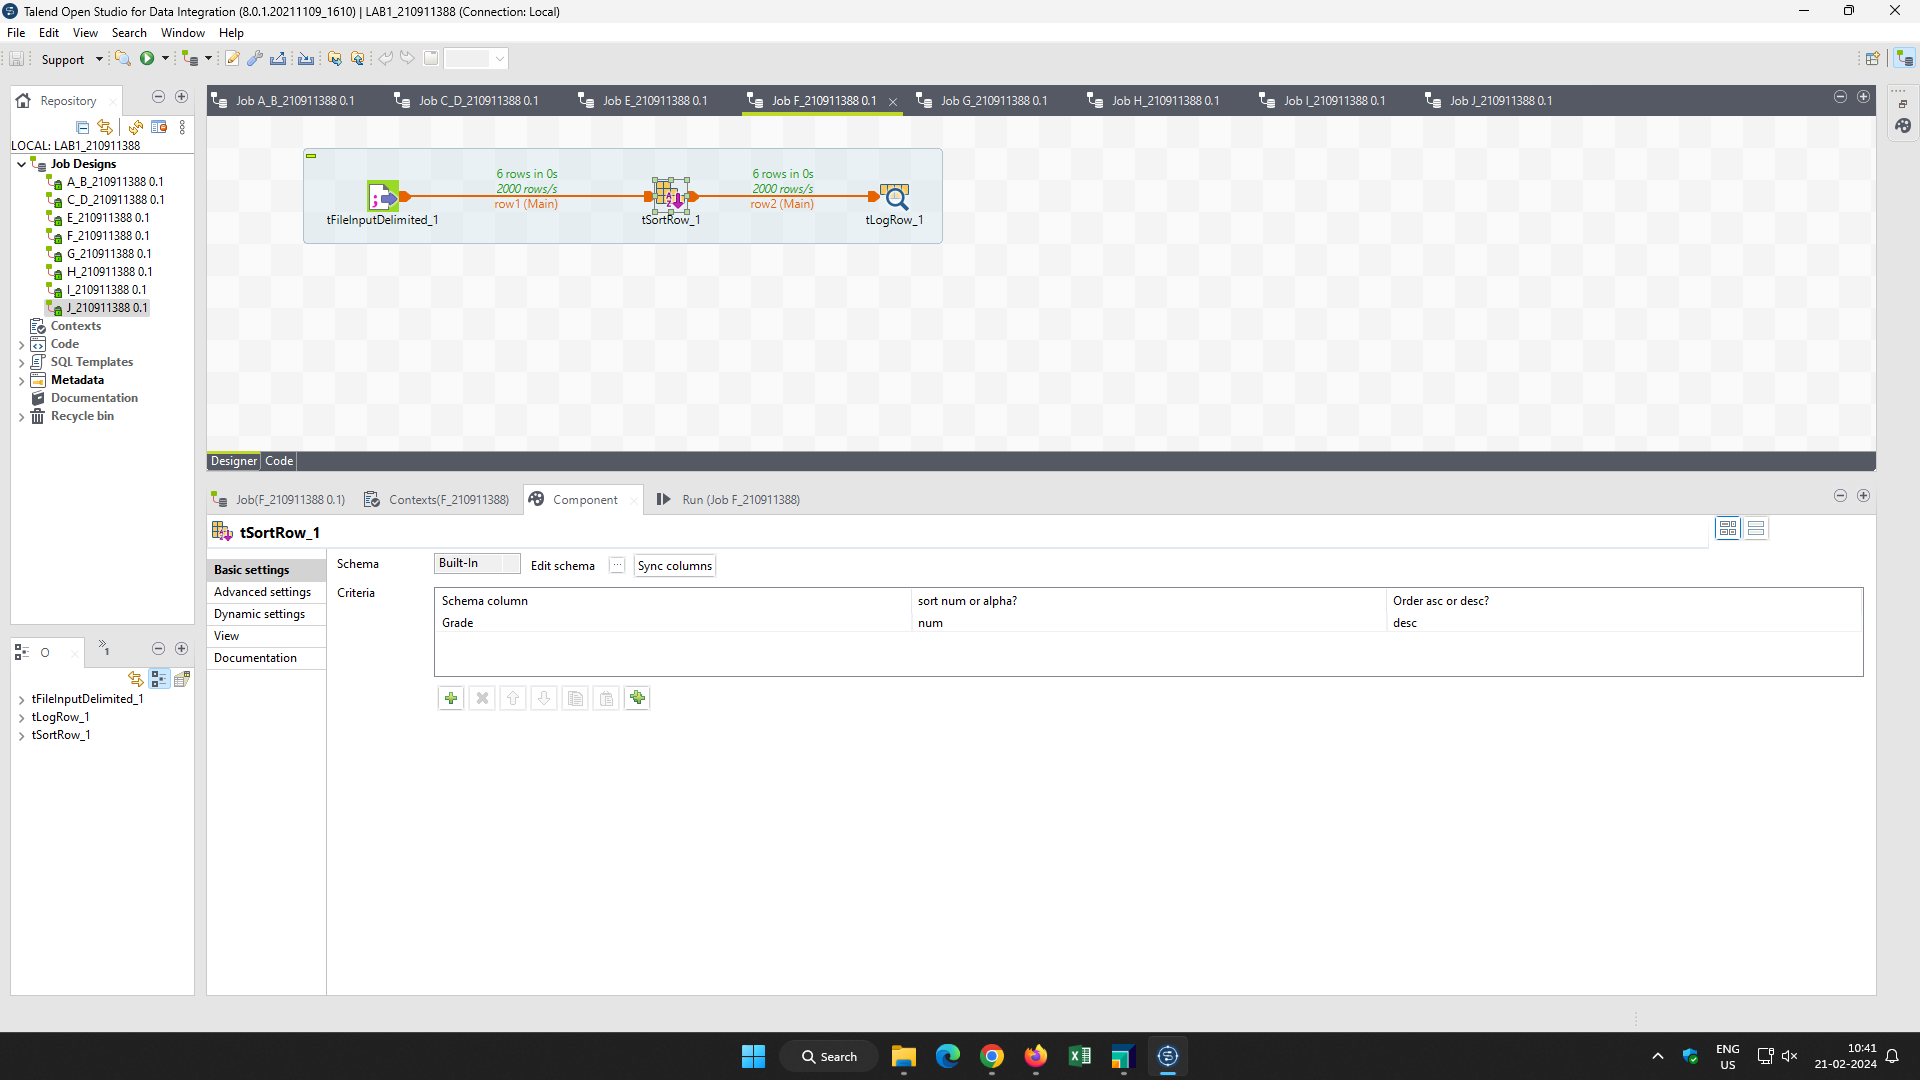 Talend Open Studio for Data Integration (8.0.1.20211109_1610) | LAB1_210911388 (Connection: Local)
File Edit View Search Window Help
Support
Repository
LOCAL: LAB1_210911388
Job Designs
A_B_210911388 0.1
C_D_210911388 0.1
E_210911388 0.1
F_210911388 0.1
G_210911388 0.1
H_210911388 0.1
I_210911388 0.1
J_210911388 0.1
Contexts
Code
SQL Templates
Metadata
Documentation
Recycle bin
Job A_B_210911388 0.1 Job C_D_210911388 0.1 Job E_210911388 0.1 Job F_210911388 0.1 Job G_210911388 0.1 Job H_210911388 0.1 Job I_210911388 0.1 Job J_210911388 0.1
6 rows in 0s 6 rows in 0s
2000 rows/s 2000 rows/s
row1 (Main) row2 (Main)
tFileInputDelimited_1 tSortRow_1 tLogRow_1
Designer Code
Job(F_210911388 0.1) Contexts(F_210911388) Component Run (Job F_210911388)
tSortRow_1
Basic settings
Advanced settings
Dynamic settings
View
Documentation
Schema Built-In Edit schema ... Sync columns
Criteria
Schema column sort num or alpha? Order asc or desc?
Grade num desc
O
1
tFileInputDelimited_1
tLogRow_1
tSortRow_1
Search
ENG
US
10:41
21-02-2024